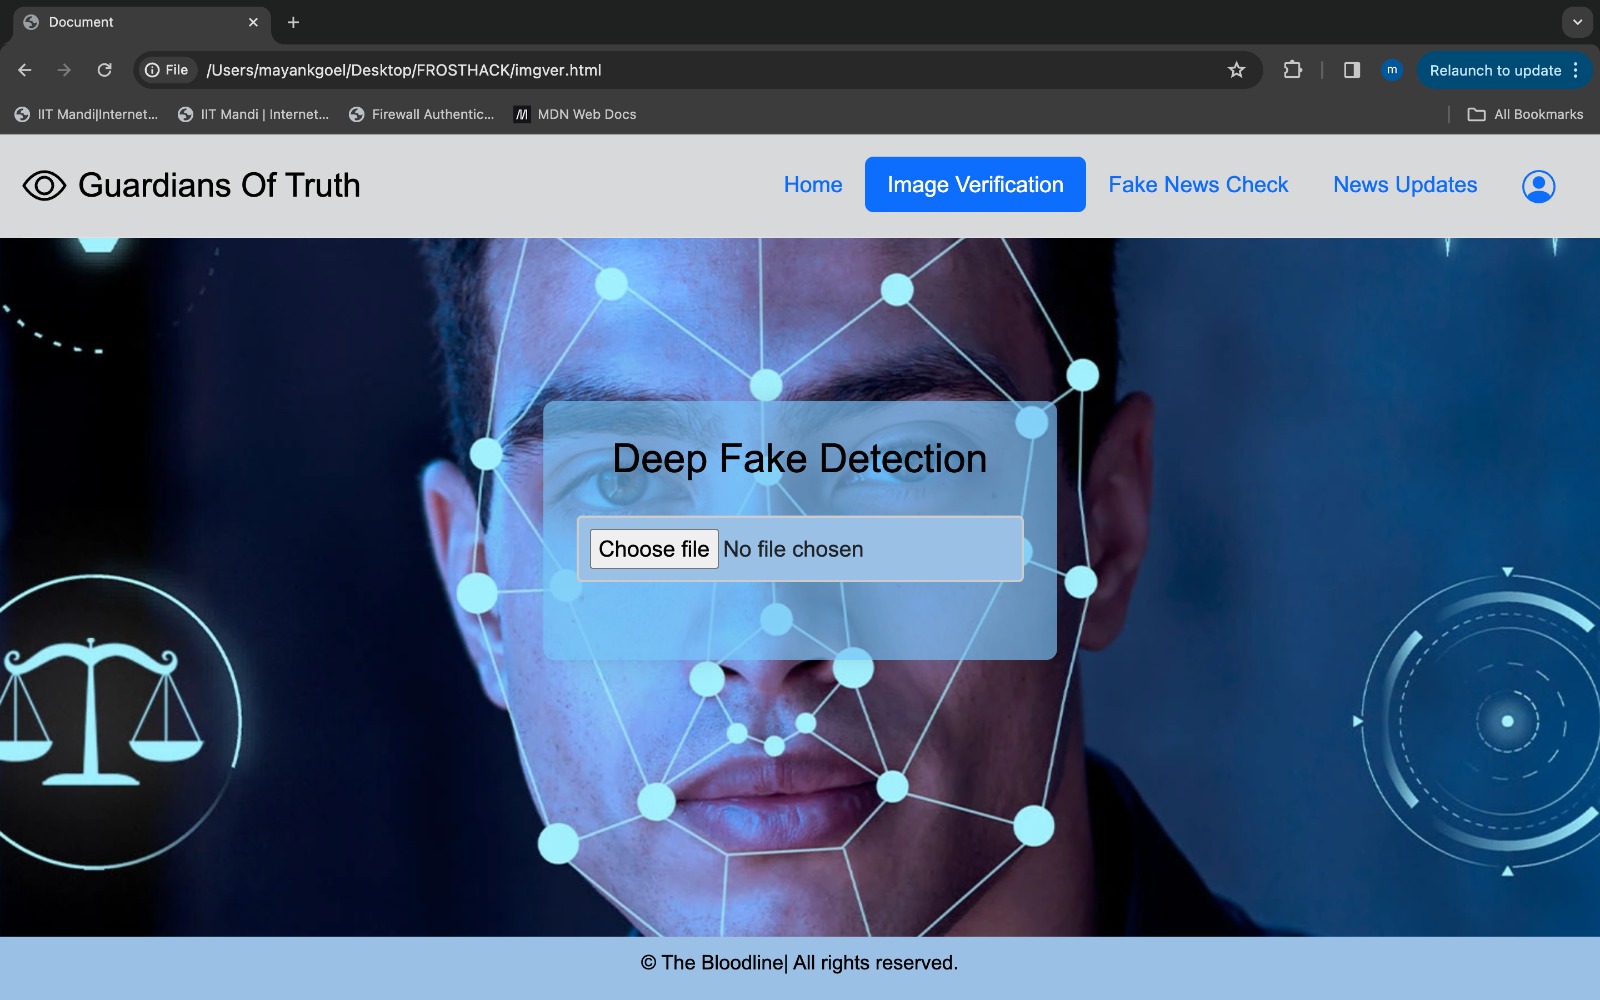 Document
File /Users/mayankgoel/Desktop/FROSTHACK/imgver.html m Relaunch to update
IIT Mandi|Internet... IIT Mandi | Internet... Firewall Authentic... M MDN Web Docs All Bookmarks
Guardians Of Truth Home Image Verification Fake News Check News Updates
Deep Fake Detection
Choose file No file chosen
© The Bloodline| All rights reserved.